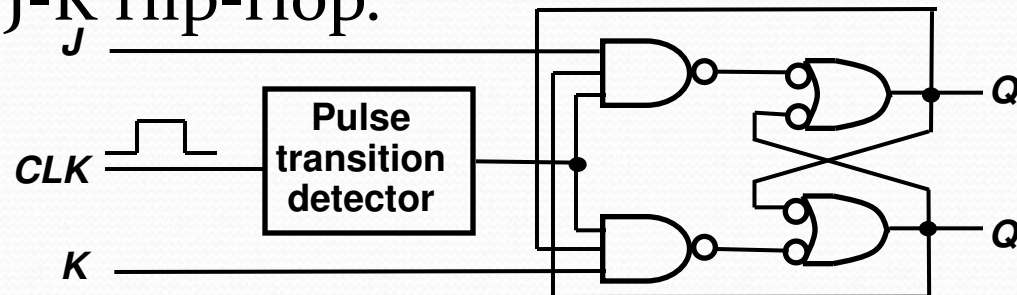 J-K flip-flop.
J
Pulse
transition
detector
CLK
K
Q
Q